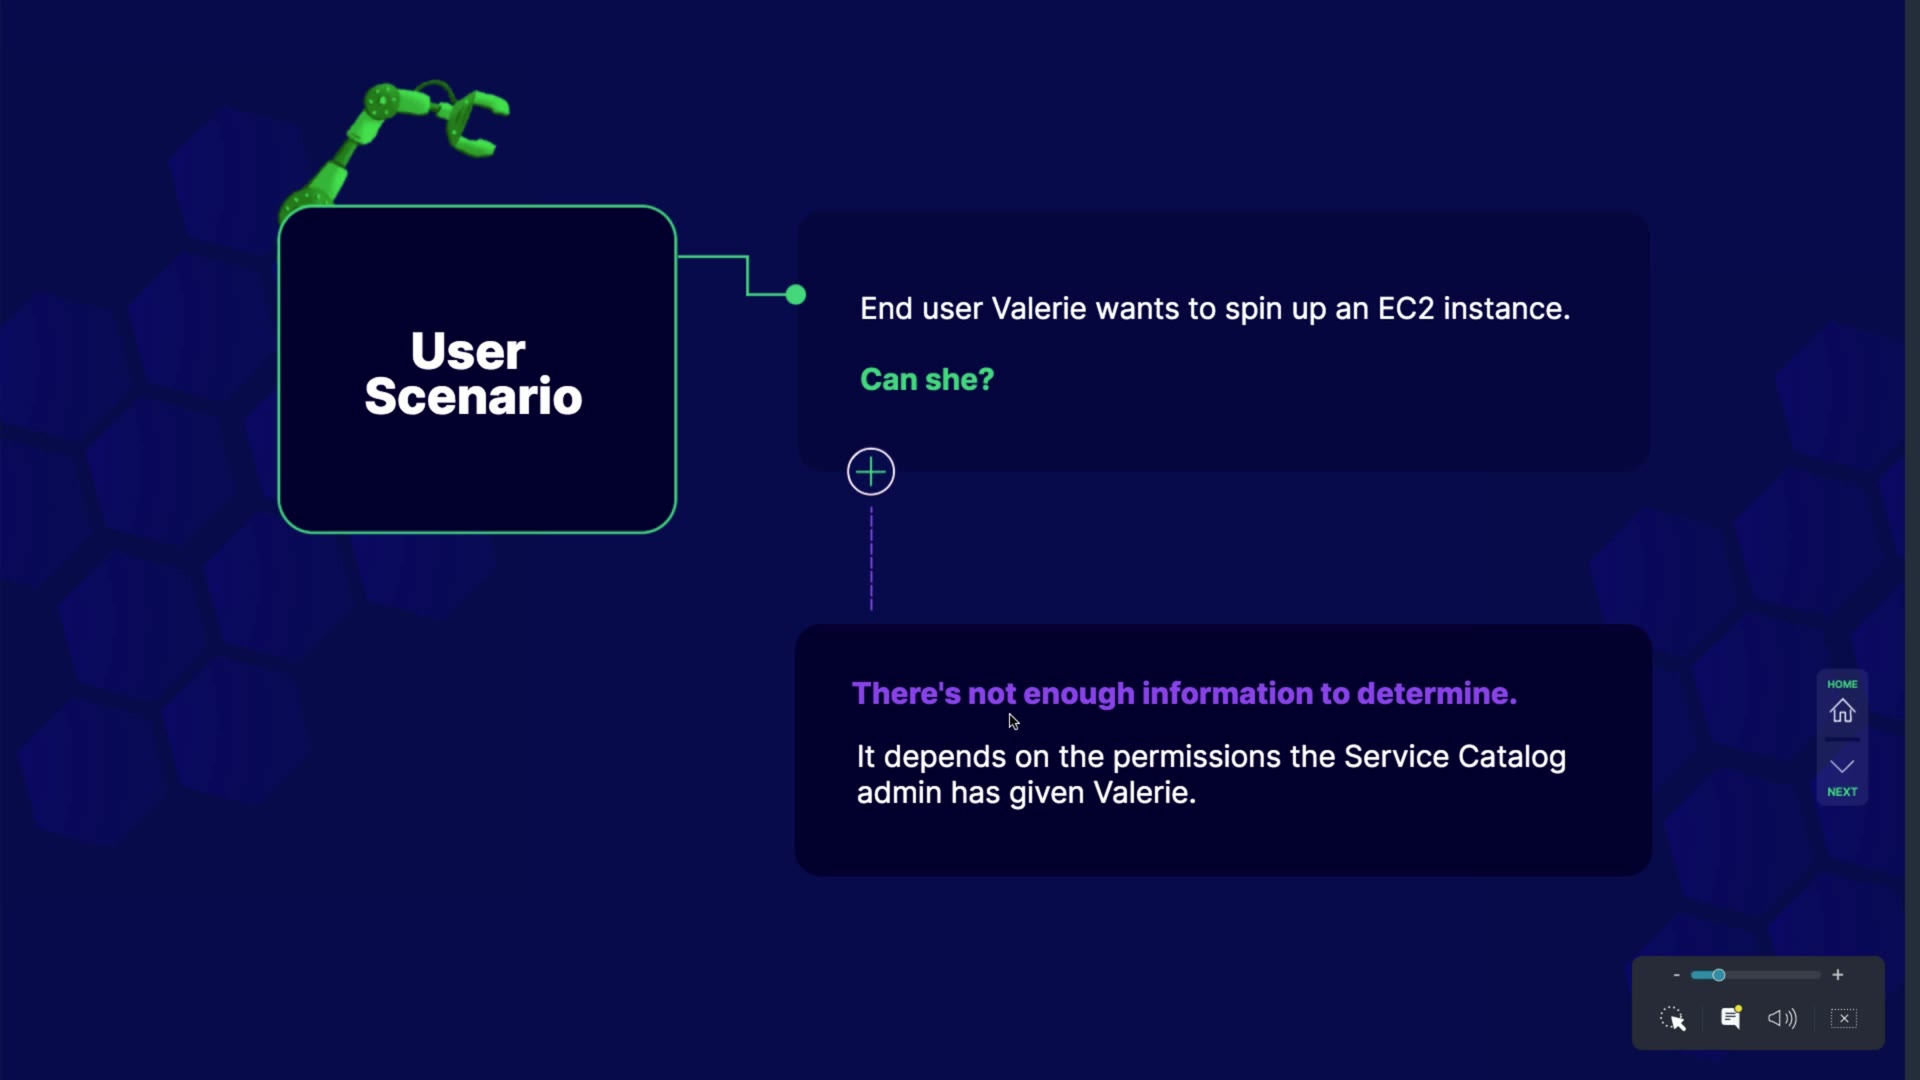 User
Scenario
End user Valerie wants to spin up an EC2 instance.
Can she?
There's not enough information to determine.
It depends on the permissions the Service Catalog
admin has given Valerie.
HOME
NEXT